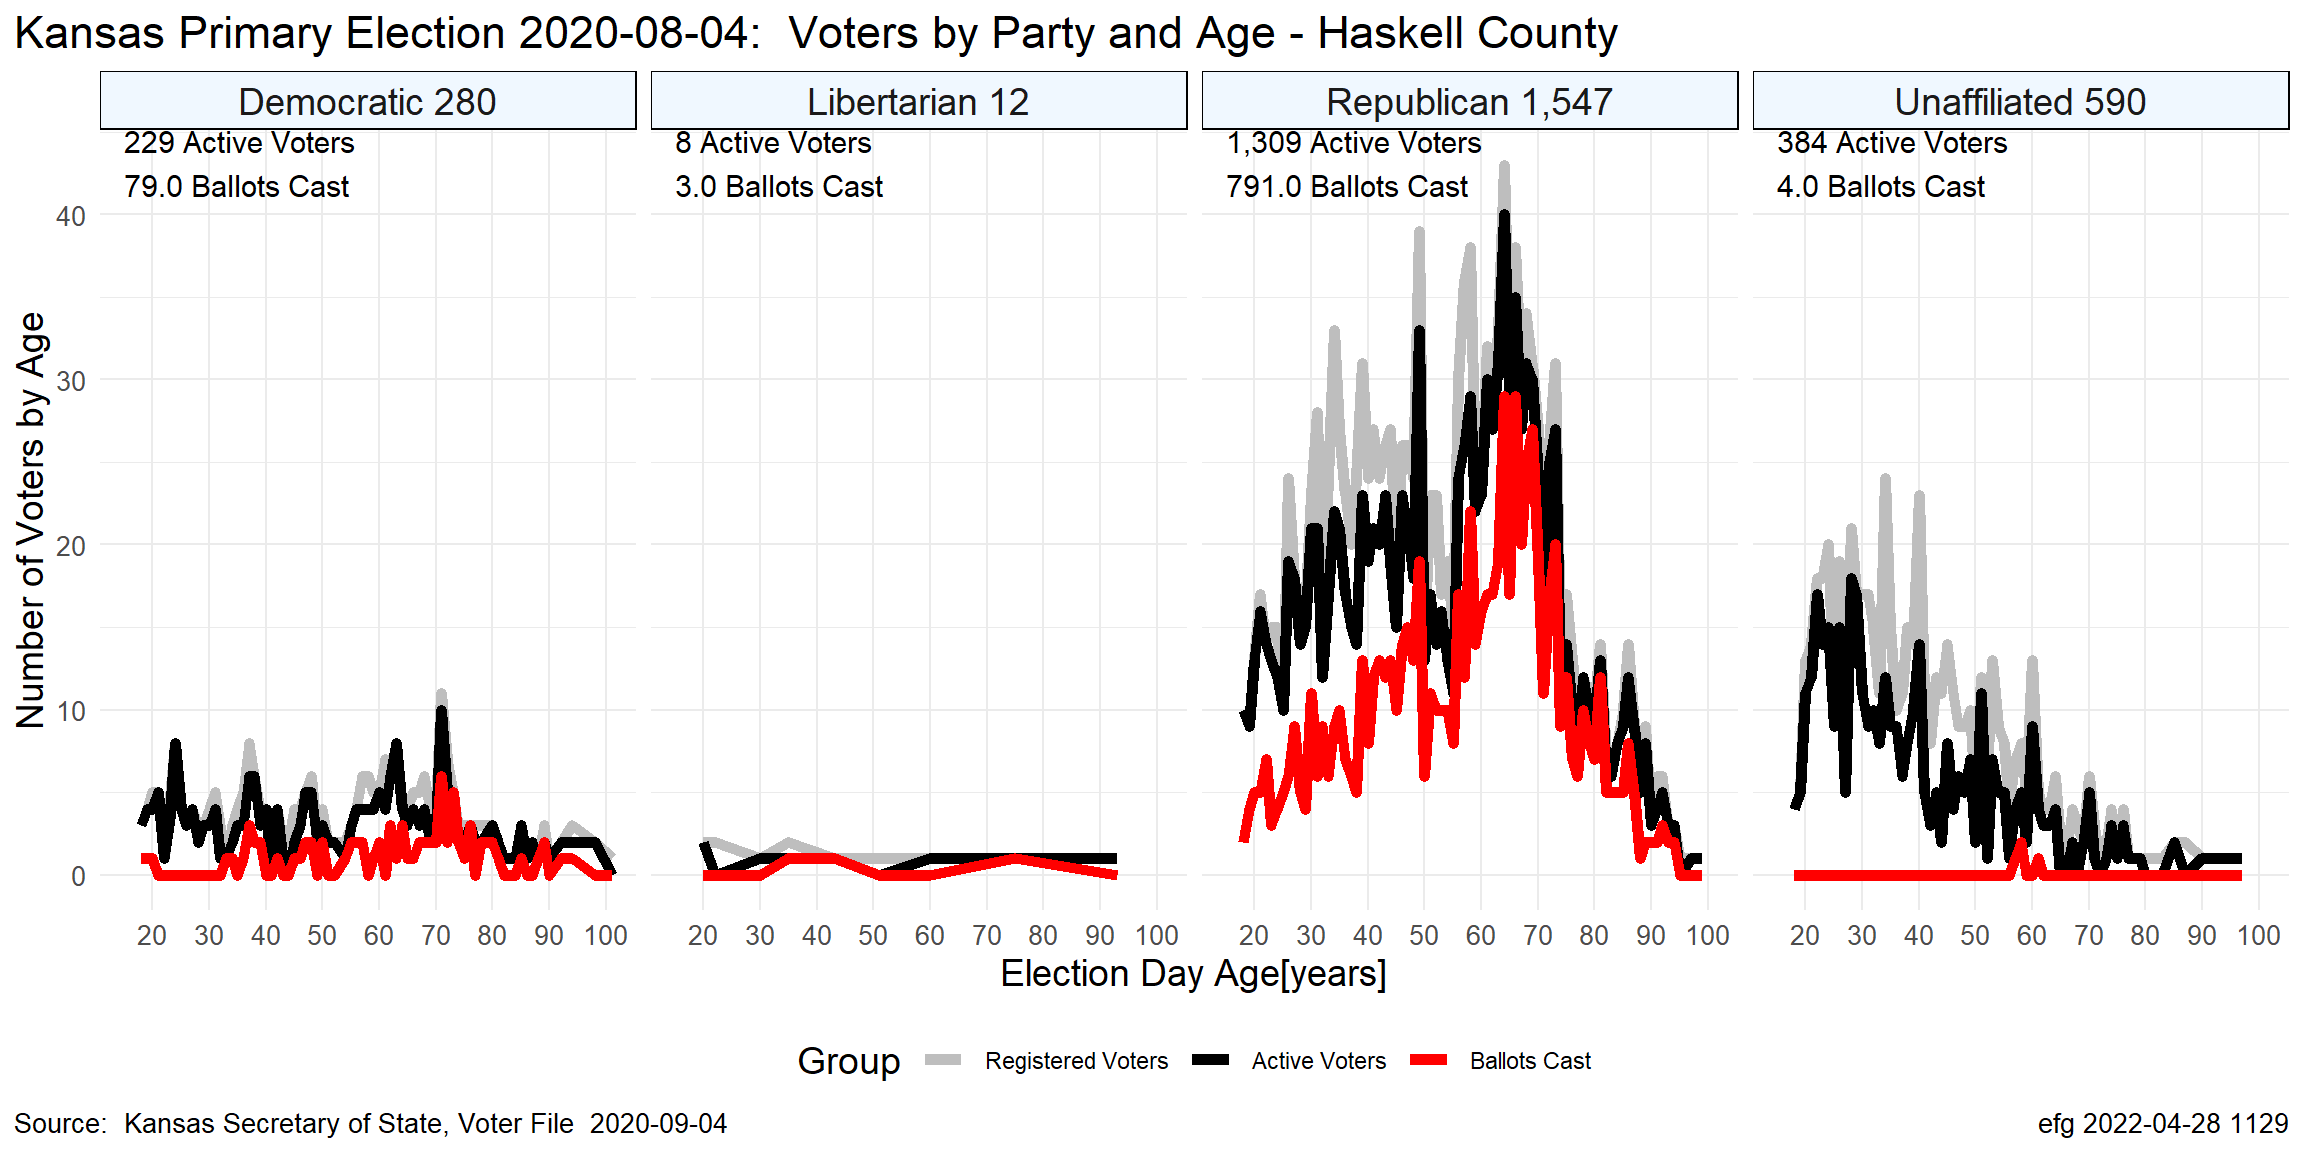 Kansas Primary Election 2020-08-04:  Voters by Party and Age - Haskell County
Democratic 280
Libertarian 12
Republican 1,547
Unaffiliated 590
229 Active Voters
79.0 Ballots Cast
8 Active Voters
3.0 Ballots Cast
1,309 Active Voters
791.0 Ballots Cast
384 Active Voters
4.0 Ballots Cast
Number of Voters by Age
40
30
20
10
0
20 30 40 50 60 70 80 90 100
20 30 40 50 60 70 80 90 100
20 30 40 50 60 70 80 90 100
20 30 40 50 60 70 80 90 100
Election Day Age[years]
Group Registered Voters Active Voters Ballots Cast
Source:  Kansas Secretary of State, Voter File  2020-09-04
efg 2022-04-28 1129